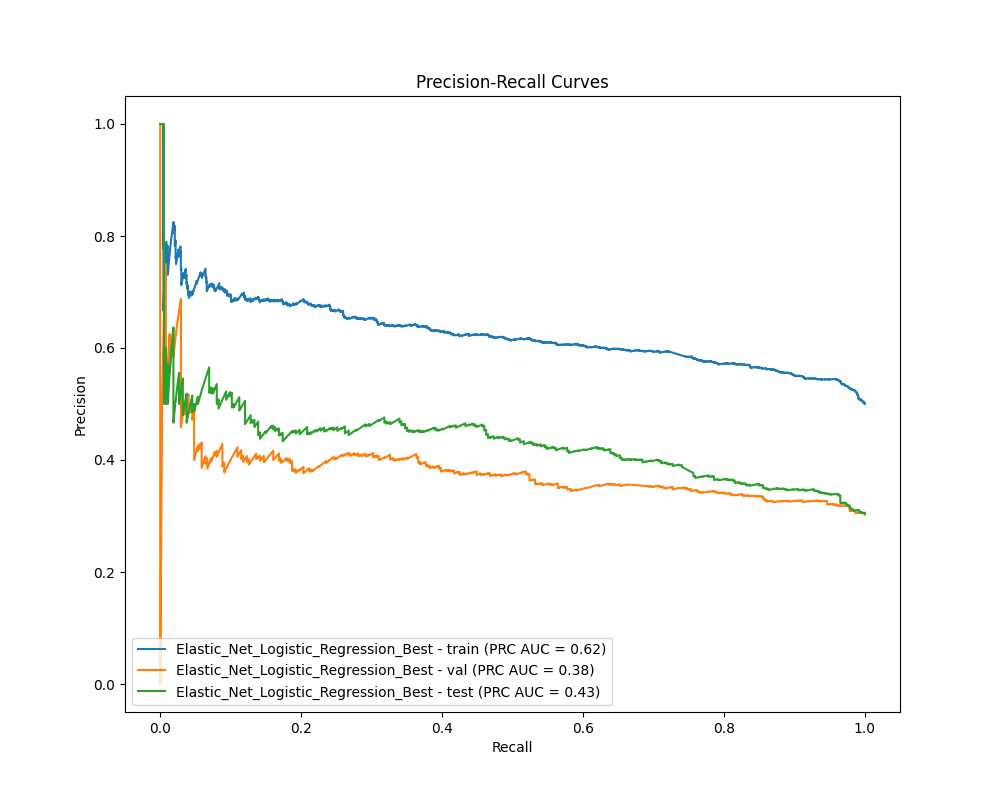 Precision-Recall Curves
1.0
0.8
0.6
0.4
0.2
0.0
Precision
Elastic_Net_Logistic_Regression_Best - train (PRC AUC = 0.62)
Elastic_Net_Logistic_Regression_Best - val (PRC AUC = 0.38)
Elastic_Net_Logistic_Regression_Best - test (PRC AUC = 0.43)
0.0 0.2 0.4 0.6 0.8 1.0
Recall